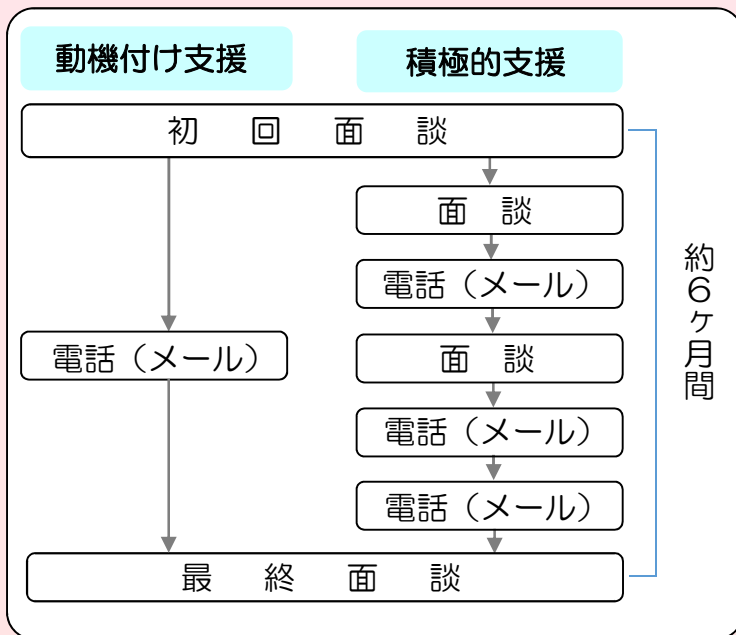 動機付け支援
積極的支援
初回面談
面談
電話（メール）
面談
電話（メール）
電話（メール）
電話（メール）
最終面談
約６ヶ月間